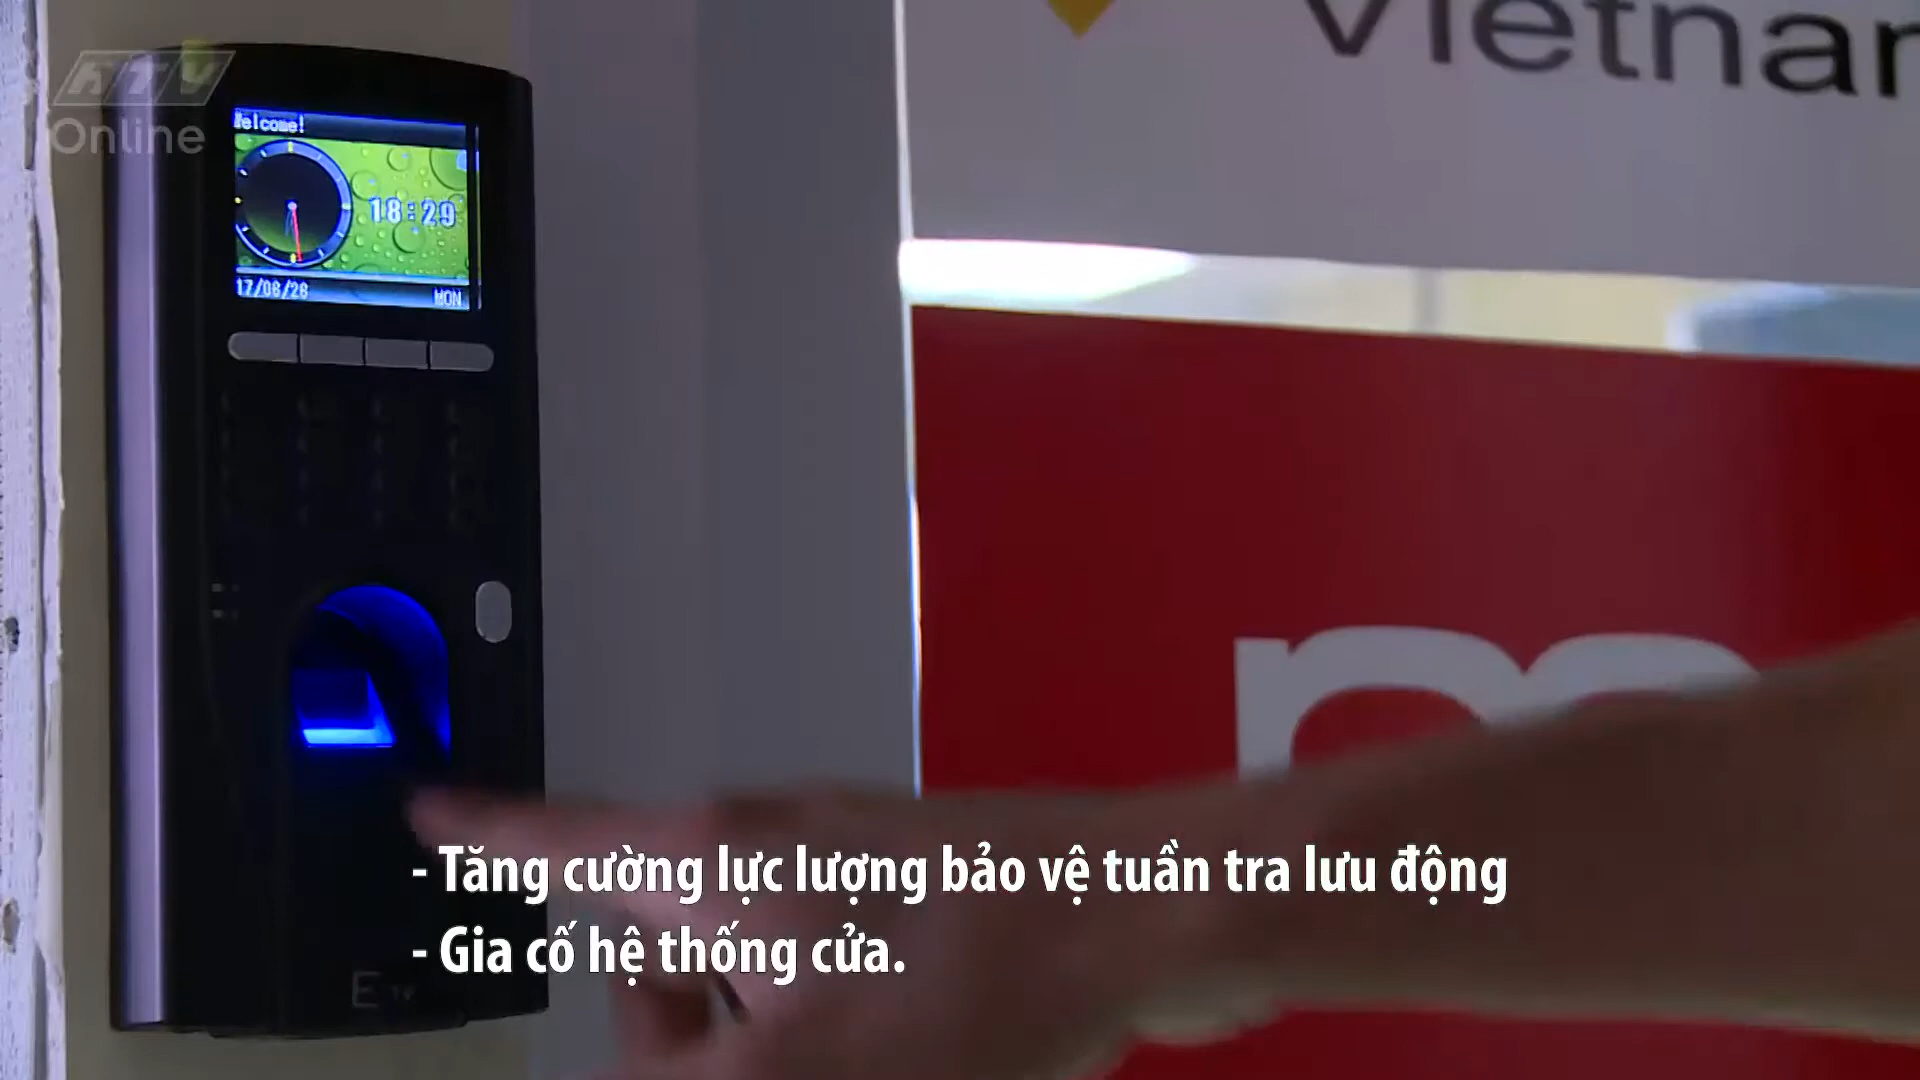 HTV
Online
Vietnam
Welcome!
18:29
17/08/28
MON
- Tăng cường lực lượng bảo vệ tuần tra lưu động
- Gia cố hệ thống cửa.